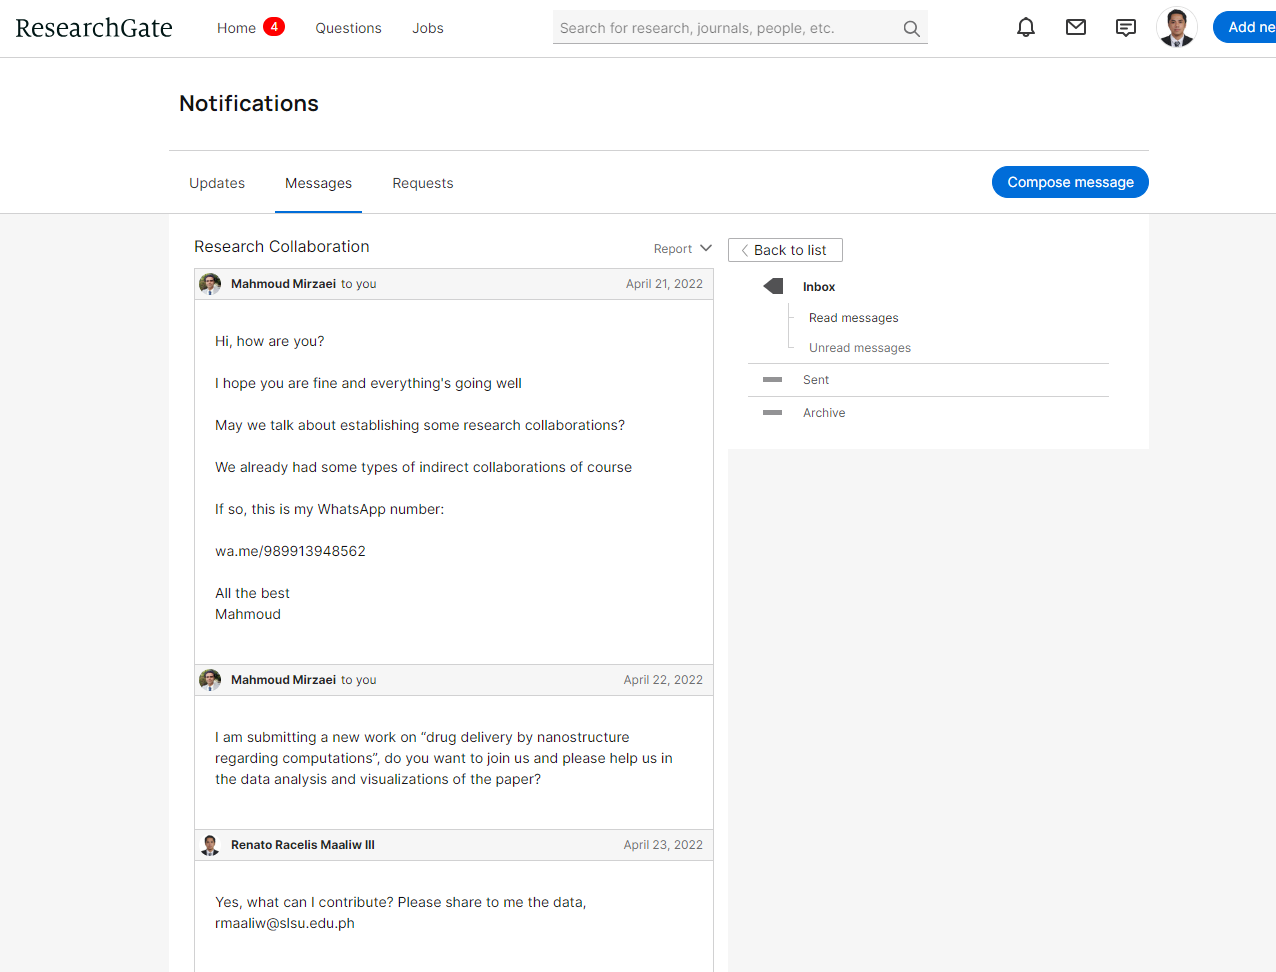 ResearchGate
Home 4 Questions Jobs
Search for research, journals, people, etc.
Add ne
Notifications
Updates Messages Requests
Compose message
Research Collaboration
Report
Back to list
Mahmoud Mirzaei to you April 21, 2022
Hi, how are you?
I hope you are fine and everything's going well
May we talk about establishing some research collaborations?
We already had some types of indirect collaborations of course
If so, this is my WhatsApp number:
wa.me/989913948562
All the best
Mahmoud
Inbox
Read messages
Unread messages
Sent
Archive
Mahmoud Mirzaei to you April 22, 2022
I am submitting a new work on “drug delivery by nanostructure
regarding computations”, do you want to join us and please help us in
the data analysis and visualizations of the paper?
Renato Racelis Maaliw III April 23, 2022
Yes, what can I contribute? Please share to me the data,
rmaaliw@slsu.edu.ph